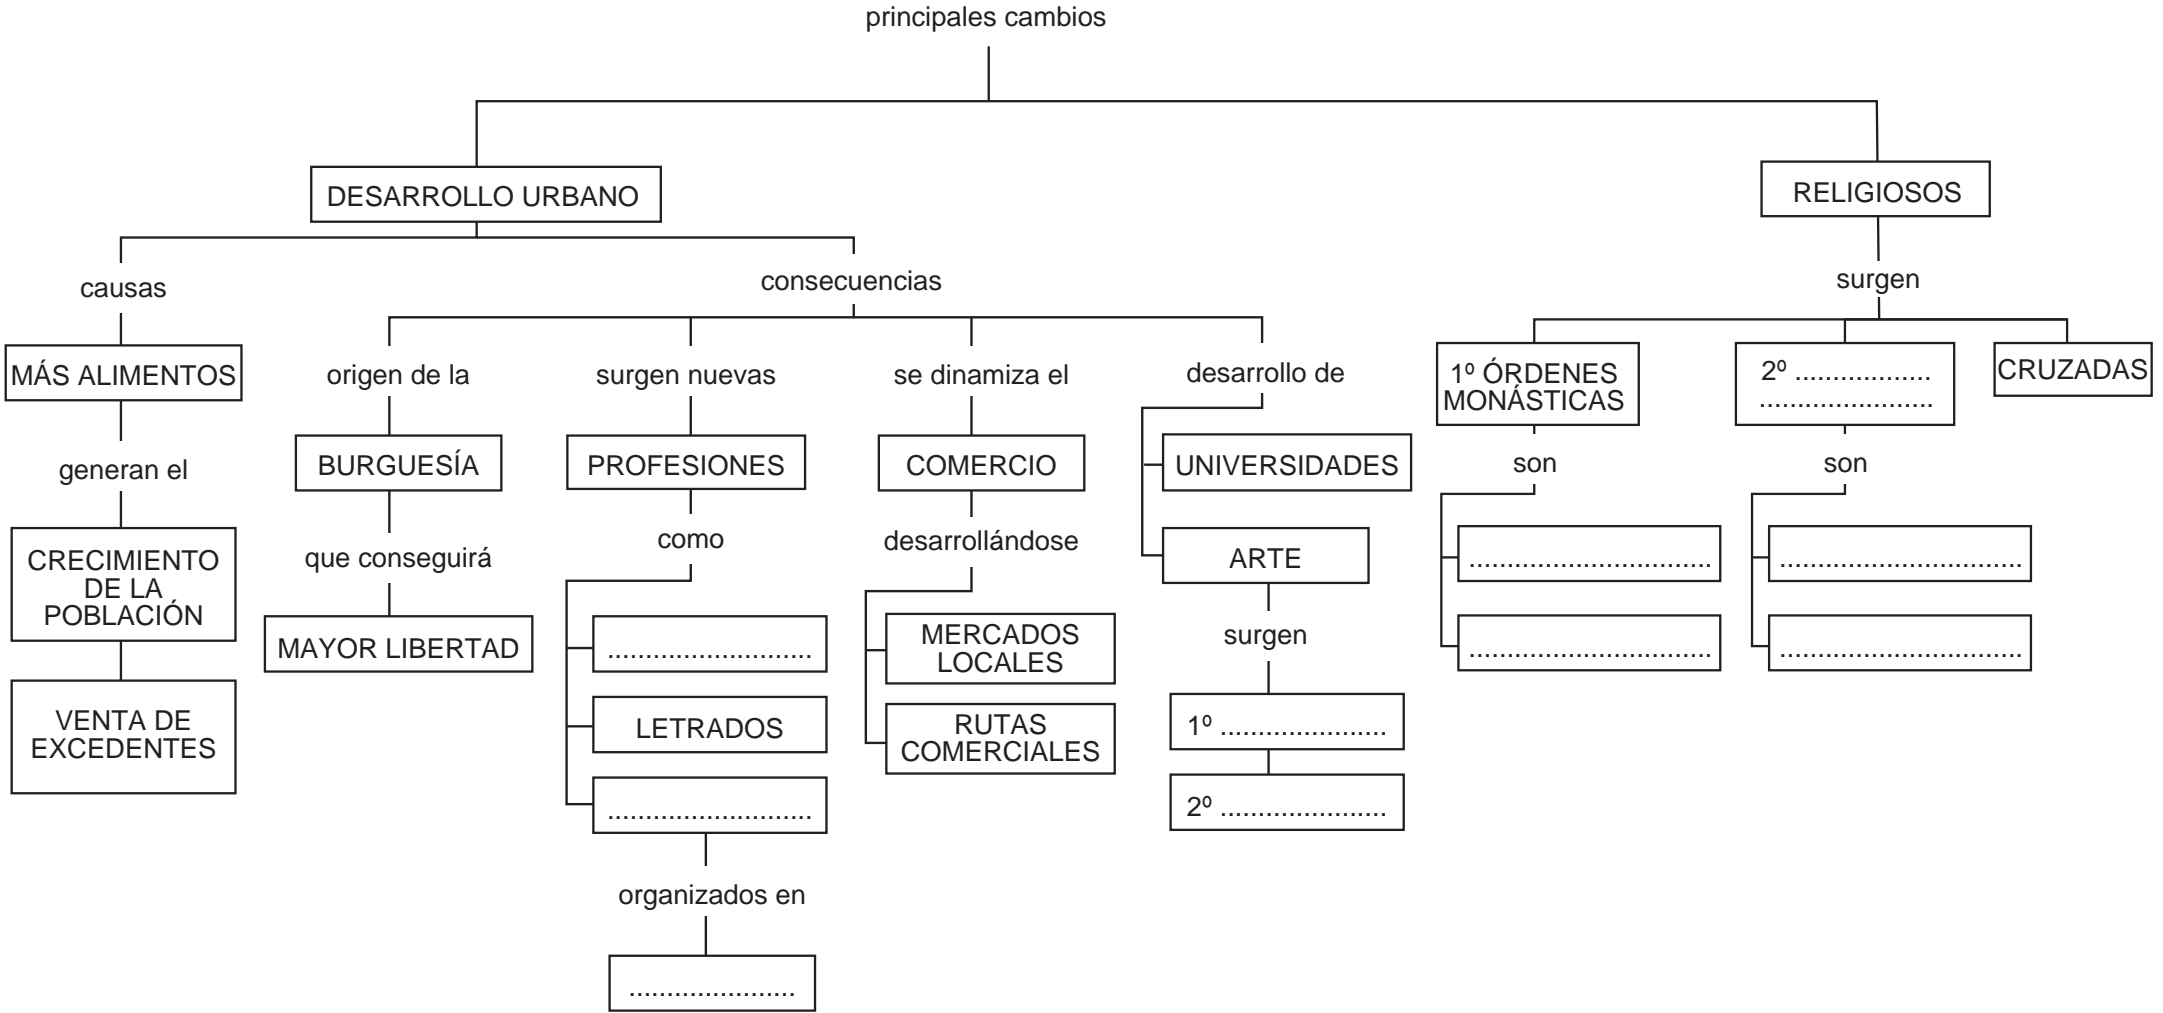 principales cambios
DESARROLLO URBANO
RELIGIOSOS
causas
consecuencias
surgen
MÁS ALIMENTOS
origen de la
surgen nuevas
se dinamiza el
desarrollo de
1º ÓRDENES
MONÁSTICAS
2º ..................
.......................
CRUZADAS
generan el
BURGUESÍA
PROFESIONES
COMERCIO
UNIVERSIDADES
son
son
CRECIMIENTO
DE LA
POBLACIÓN
que conseguirá
como
desarrollándose
ARTE
................................
................................
MAYOR LIBERTAD
...........................
MERCADOS
LOCALES
surgen
................................
................................
VENTA DE
EXCEDENTES
LETRADOS
RUTAS
COMERCIALES
1º ......................
...........................
2º ......................
organizados en
......................